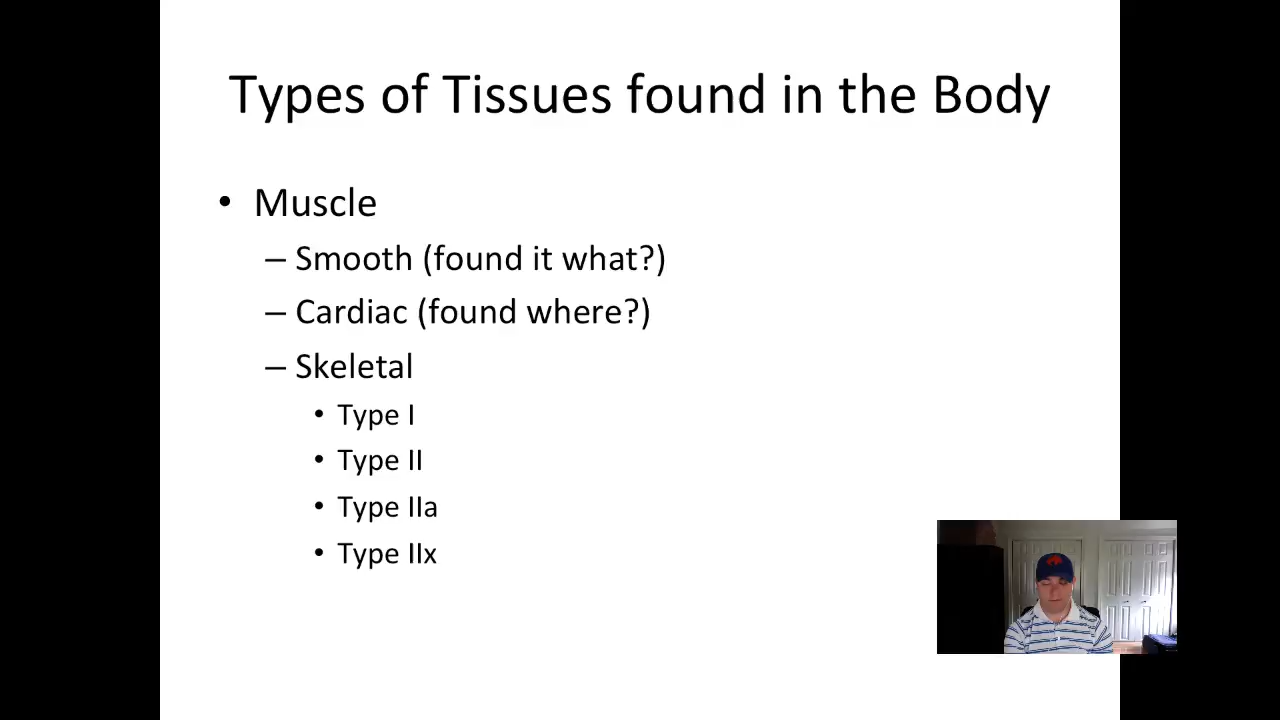 Types of Tissues found in the Body
• Muscle
– Smooth (found it what?)
– Cardiac (found where?)
– Skeletal
• Type I
• Type II
• Type IIa
• Type IIx